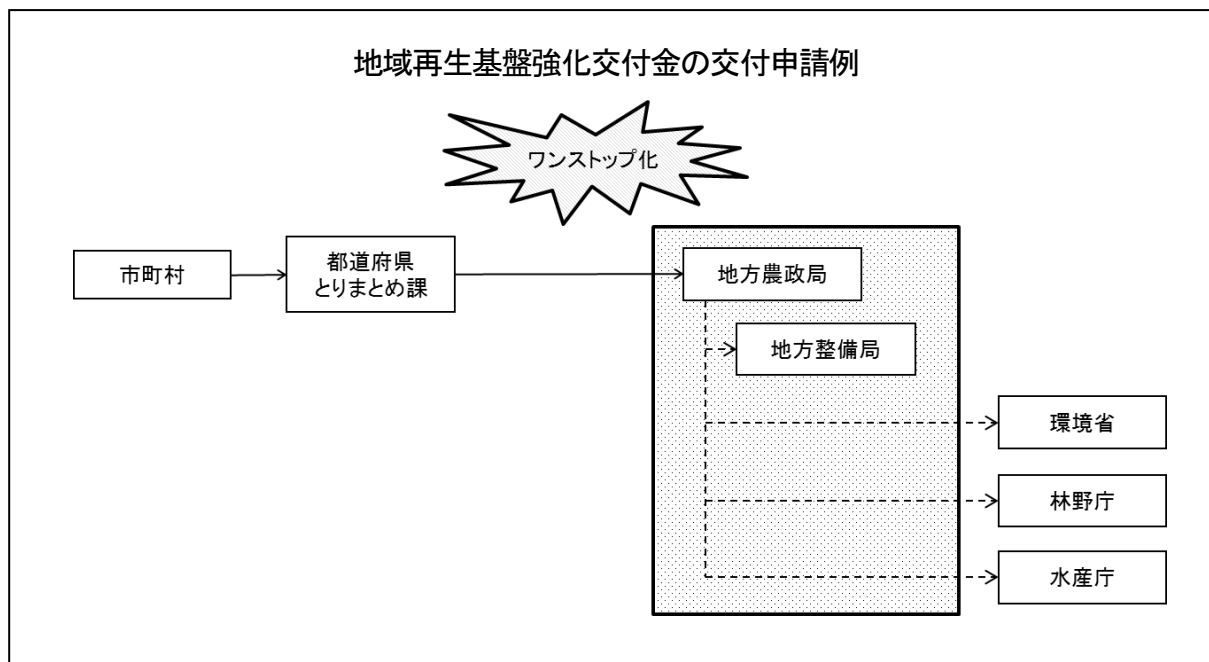 地域再生基盤強化交付金の交付申請例
ワンストップ化
市町村
都道府県
とりまとめ課
地方農政局
地方整備局
環境省
林野庁
水産庁